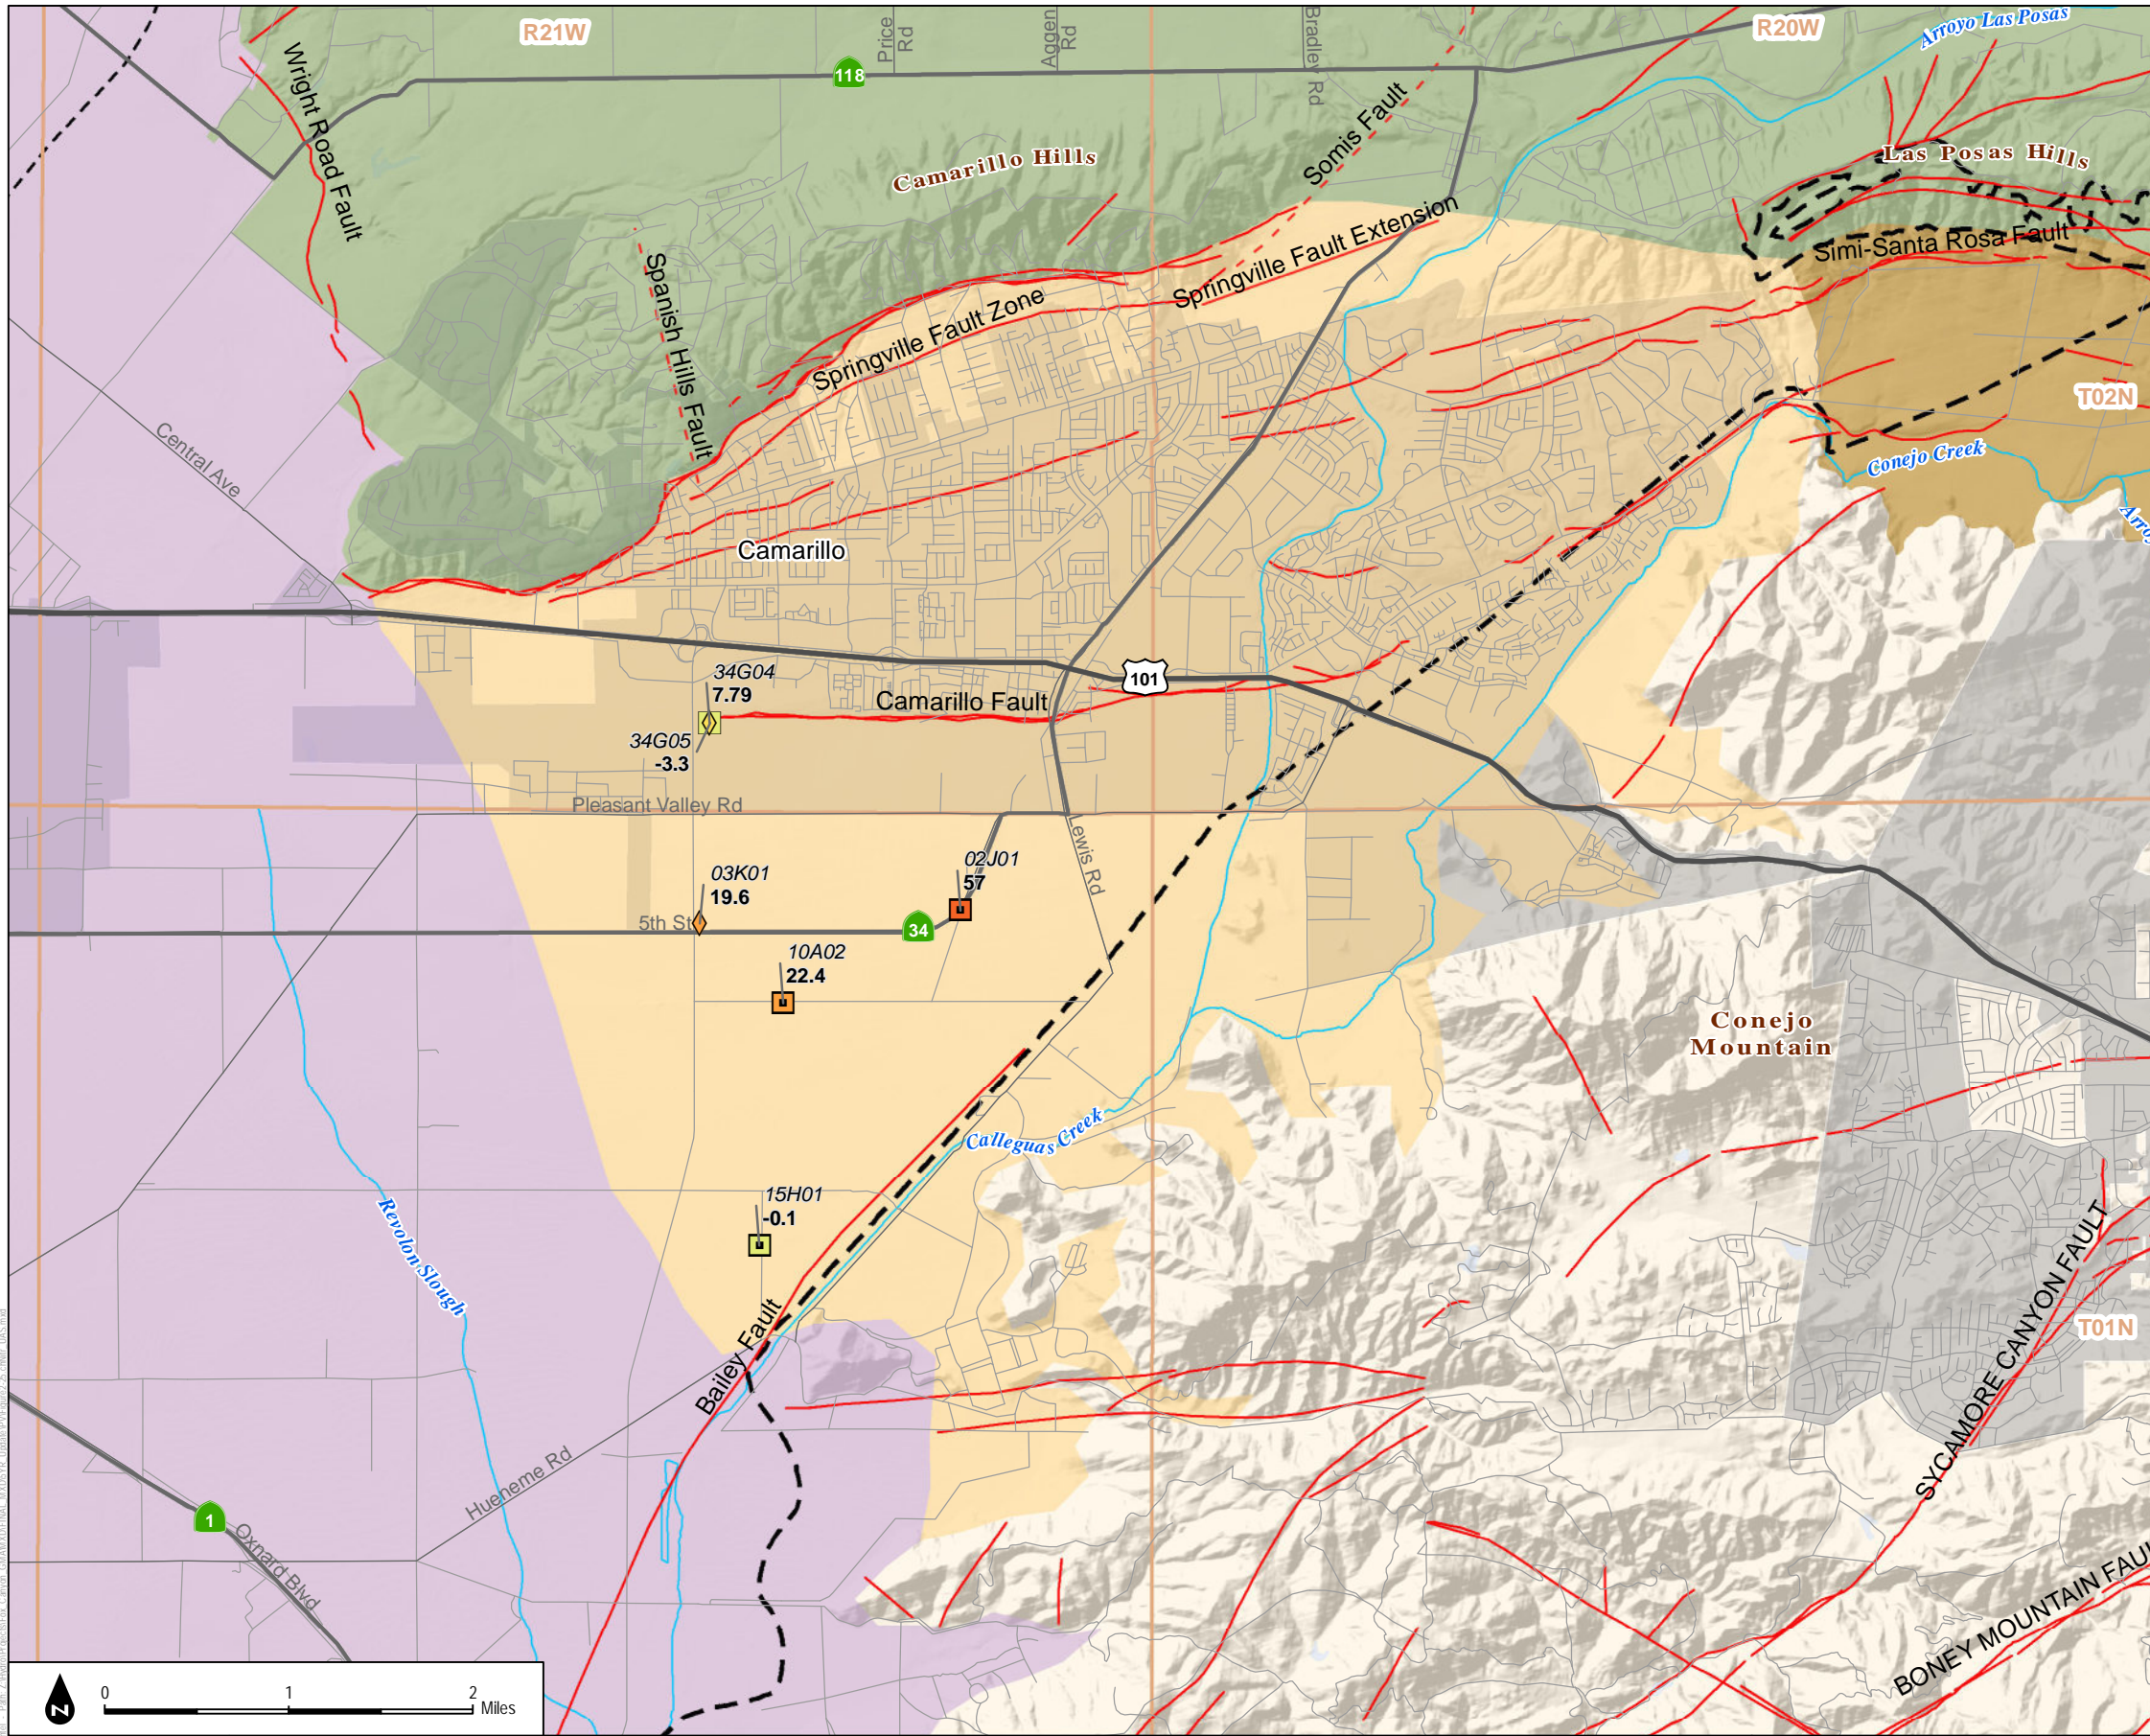 R21W
Price
Rd
Aggen
Rd
Bradley Rd
R20W
Arroyo Las Posas
118
Wright Road Fault
Somis Fault
Camarillo Hills
Las Posas Hills
Springville Fault Extension
Simi-Santa Rosa Fault
Spanish Hills Fault
Springville Fault Zone
T02N
Central Ave
Conejo Creek
Arroy
Camarillo
34G04
7.79
101
Camarillo Fault
34G05
-3.3
Pleasant Valley Rd
Lewis Rd
02J01
57
03K01
19.6
5th St
34
10A02
22.4
Conejo
Mountain
Calleguas Creek
15H01
-0.1
Revolon Slough
Bailey Fault
SYCAMORE CANYON FAULT
T01N
Hueneme Rd
1
Oxnard Blvd
BONEY MOUNTAIN FAUL
N
0 1 2
Miles